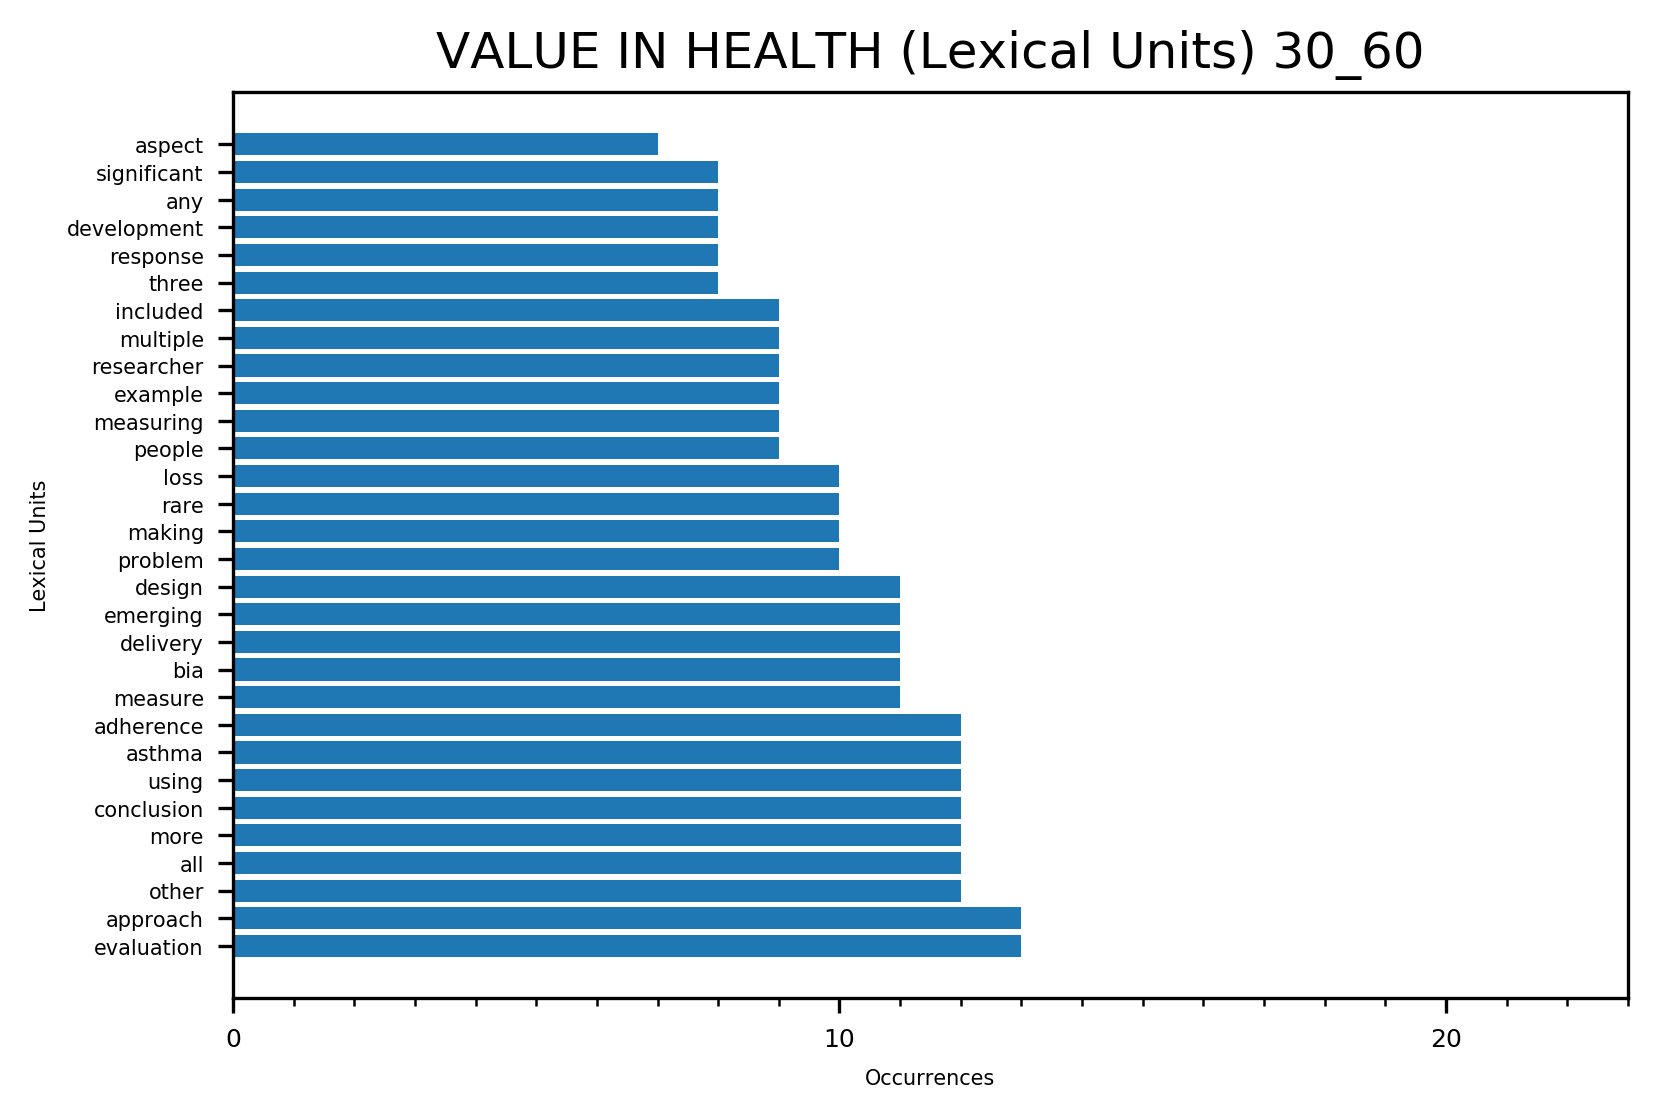 VALUE IN HEALTH (Lexical Units) 30_60
aspect
significant
any
development
response
three
included
multiple
researcher
example
measuring
people
loss
rare
making
problem
design
emerging
delivery
bia
measure
adherence
asthma
using
conclusion
more
all
other
approach
evaluation
Lexical Units
0 10 20
Occurrences